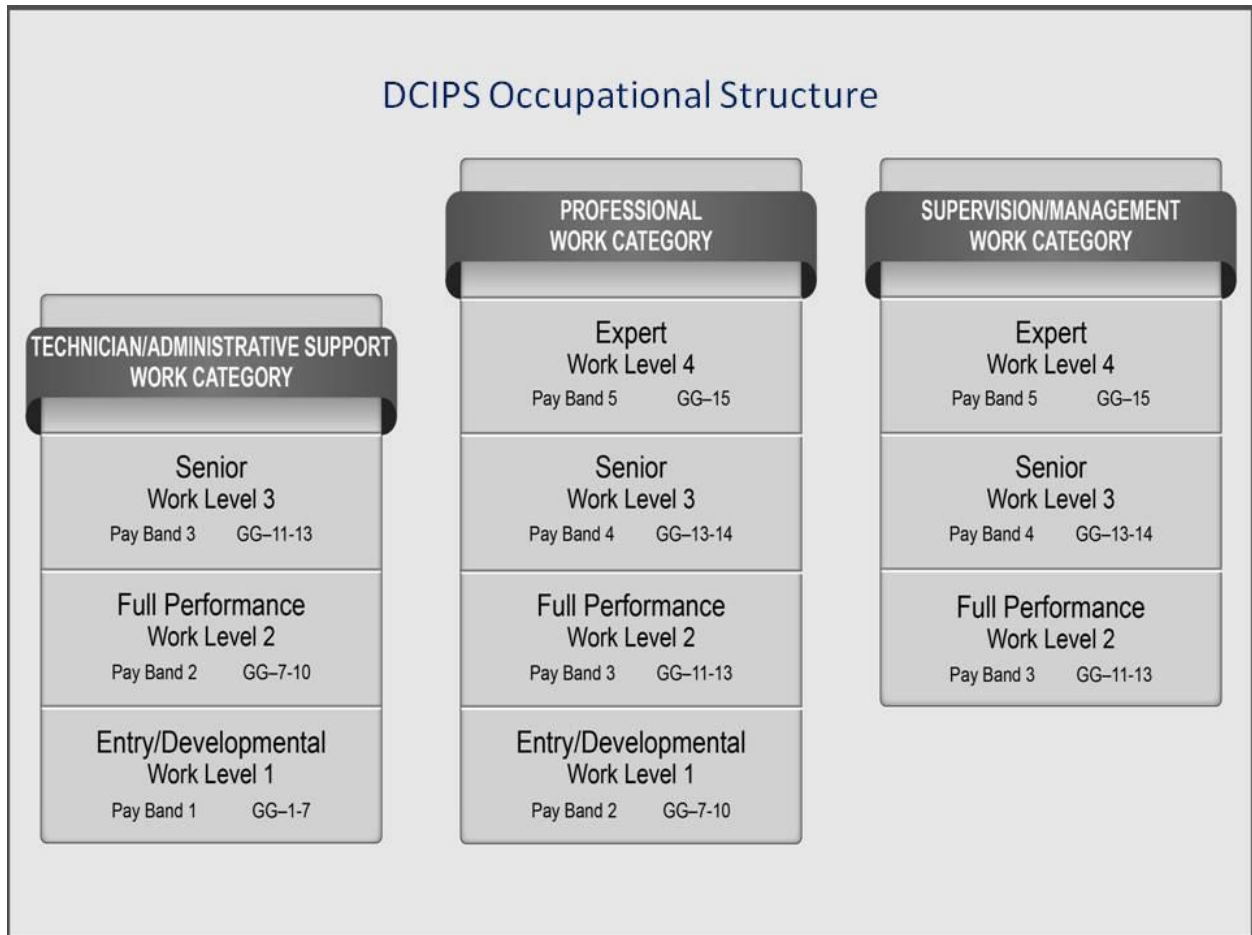 DCIPS Occupational Structure
TECHNICIAN/ADMINISTRATIVE SUPPORT
WORK CATEGORY
Senior
Work Level 3
Pay Band 3 GG–11-13
Full Performance
Work Level 2
Pay Band 2 GG–7-10
Entry/Developmental
Work Level 1
Pay Band 1 GG–1-7
PROFESSIONAL
WORK CATEGORY
Expert
Work Level 4
Pay Band 5 GG–15
Senior
Work Level 3
Pay Band 4 GG–13-14
Full Performance
Work Level 2
Pay Band 3 GG–11-13
Entry/Developmental
Work Level 1
Pay Band 2 GG–7-10
SUPERVISION/MANAGEMENT
WORK CATEGORY
Expert
Work Level 4
Pay Band 5 GG–15
Senior
Work Level 3
Pay Band 4 GG–13-14
Full Performance
Work Level 2
Pay Band 3 GG–11-13